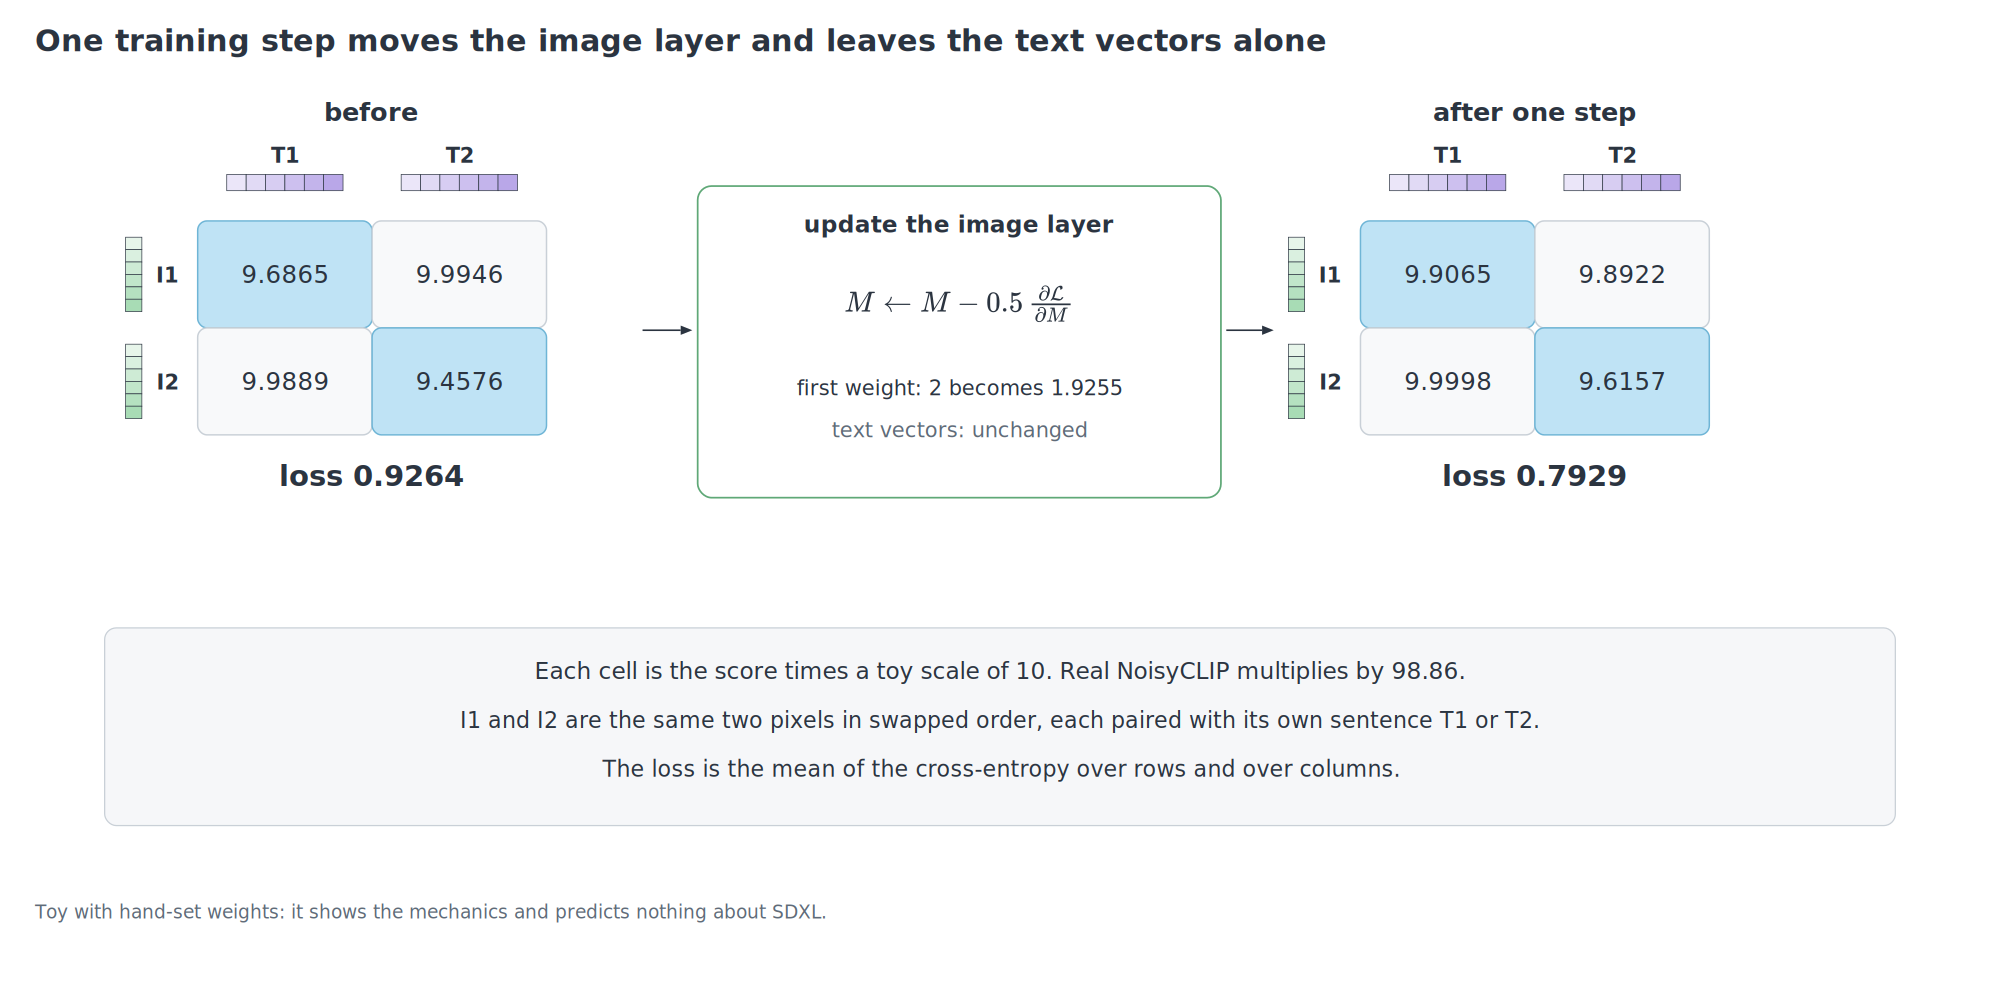 One training step moves the image layer and leaves the text vectors alone
before
T1 T2
I1 9.6865 9.9946
I2 9.9889 9.4576
loss 0.9264
update the image layer
M ← M − 0.5 ∂ℒ/∂M
first weight: 2 becomes 1.9255
text vectors: unchanged
after one step
T1 T2
I1 9.9065 9.8922
I2 9.9998 9.6157
loss 0.7929
Each cell is the score times a toy scale of 10. Real NoisyCLIP multiplies by 98.86.
I1 and I2 are the same two pixels in swapped order, each paired with its own sentence T1 or T2.
The loss is the mean of the cross-entropy over rows and over columns.
Toy with hand-set weights: it shows the mechanics and predicts nothing about SDXL.